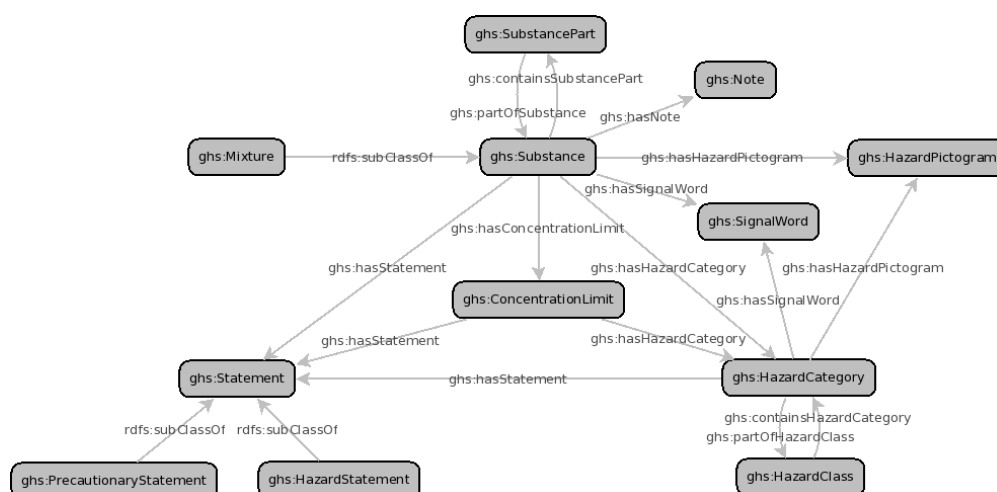 ghs:SubstancePart
ghs:containsSubstancePart
ghs:Note
ghs:partOfSubstance
ghs:hasNote
ghs:Mixture
rdfs:subClassOf
ghs:Substance
ghs:hasHazardPictogram
ghs:HazardPictogram
ghs:hasSignalWord
ghs:SignalWord
ghs:hasConcentrationLimit
ghs:hasStatement
ghs:hasHazardCategory
ghs:hasHazardPictogram
ghs:ConcentrationLimit
ghs:hasSignalWord
ghs:hasStatement
ghs:hasHazardCategory
ghs:Statement
ghs:hasStatement
ghs:HazardCategory
ghs:containsHazardCategory
rdfs:subClassOf
rdfs:subClassOf
ghs:partOfHazardClass
ghs:PrecautionaryStatement
ghs:HazardStatement
ghs:HazardClass